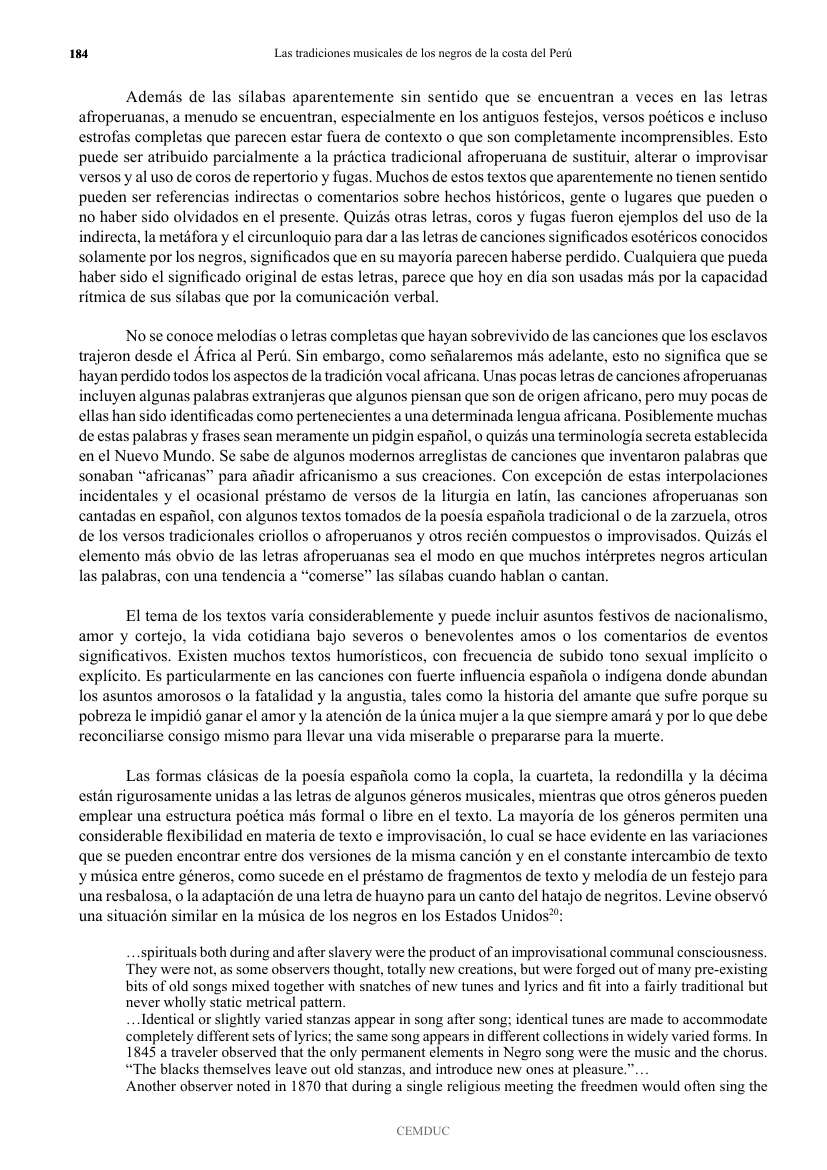 184
Las tradiciones musicales de los negros de la costa del Perú
Además de las sílabas aparentemente sin sentido que se encuentran a veces en las letras
afroperuanas, a menudo se encuentran, especialmente en los antiguos festejos, versos poéticos e incluso
estrofas completas que parecen estar fuera de contexto o que son completamente incomprensibles. Esto
puede ser atribuido parcialmente a la práctica tradicional afroperuana de sustituir, alterar o improvisar
versos y al uso de coros de repertorio y fugas. Muchos de estos textos que aparentemente no tienen sentido
pueden ser referencias indirectas o comentarios sobre hechos históricos, gente o lugares que pueden o
no haber sido olvidados en el presente. Quizás otras letras, coros y fugas fueron ejemplos del uso de la
indirecta, la metáfora y el circunloquio para dar a las letras de canciones significados esotéricos conocidos
solamente por los negros, significados que en su mayoría parecen haberse perdido. Cualquiera que pueda
haber sido el significado original de estas letras, parece que hoy en día son usadas más por la capacidad
rítmica de sus sílabas que por la comunicación verbal.
No se conoce melodías o letras completas que hayan sobrevivido de las canciones que los esclavos
trajeron desde el África al Perú. Sin embargo, como señalaremos más adelante, esto no significa que se
hayan perdido todos los aspectos de la tradición vocal africana. Unas pocas letras de canciones afroperuanas
incluyen algunas palabras extranjeras que algunos piensan que son de origen africano, pero muy pocas de
ellas han sido identificadas como pertenecientes a una determinada lengua africana. Posiblemente muchas
de estas palabras y frases sean meramente un pidgin español, o quizás una terminología secreta establecida
en el Nuevo Mundo. Se sabe de algunos modernos arreglistas de canciones que inventaron palabras que
sonaban “africanas” para añadir africanismo a sus creaciones. Con excepción de estas interpolaciones
incidentales y el ocasional préstamo de versos de la liturgia en latín, las canciones afroperuanas son
cantadas en español, con algunos textos tomados de la poesía española tradicional o de la zarzuela, otros
de los versos tradicionales criollos o afroperuanos y otros recién compuestos o improvisados. Quizás el
elemento más obvio de las letras afroperuanas sea el modo en que muchos intérpretes negros articulan
las palabras, con una tendencia a “comerse” las sílabas cuando hablan o cantan.
El tema de los textos varía considerablemente y puede incluir asuntos festivos de nacionalismo,
amor y cortejo, la vida cotidiana bajo severos o benevolentes amos o los comentarios de eventos
significativos. Existen muchos textos humorísticos, con frecuencia de subido tono sexual implícito o
explícito. Es particularmente en las canciones con fuerte influencia española o indígena donde abundan
los asuntos amorosos o la fatalidad y la angustia, tales como la historia del amante que sufre porque su
pobreza le impidió ganar el amor y la atención de la única mujer a la que siempre amará y por lo que debe
reconciliarse consigo mismo para llevar una vida miserable o prepararse para la muerte.
Las formas clásicas de la poesía española como la copla, la cuarteta, la redondilla y la décima
están rigurosamente unidas a las letras de algunos géneros musicales, mientras que otros géneros pueden
emplear una estructura poética más formal o libre en el texto. La mayoría de los géneros permiten una
considerable flexibilidad en materia de texto e improvisación, lo cual se hace evidente en las variaciones
que se pueden encontrar entre dos versiones de la misma canción y en el constante intercambio de texto
y música entre géneros, como sucede en el préstamo de fragmentos de texto y melodía de un festejo para
una resbalosa, o la adaptación de una letra de huayno para un canto del hatajo de negritos. Levine observó
una situación similar en la música de los negros en los Estados Unidos²⁰:
…spirituals both during and after slavery were the product of an improvisational communal consciousness.
They were not, as some observers thought, totally new creations, but were forged out of many pre-existing
bits of old songs mixed together with snatches of new tunes and lyrics and fit into a fairly traditional but
never wholly static metrical pattern.
…Identical or slightly varied stanzas appear in song after song; identical tunes are made to accommodate
completely different sets of lyrics; the same song appears in different collections in widely varied forms. In
1845 a traveler observed that the only permanent elements in Negro song were the music and the chorus.
“The blacks themselves leave out old stanzas, and introduce new ones at pleasure.”…
Another observer noted in 1870 that during a single religious meeting the freedmen would often sing the
CEMDUC